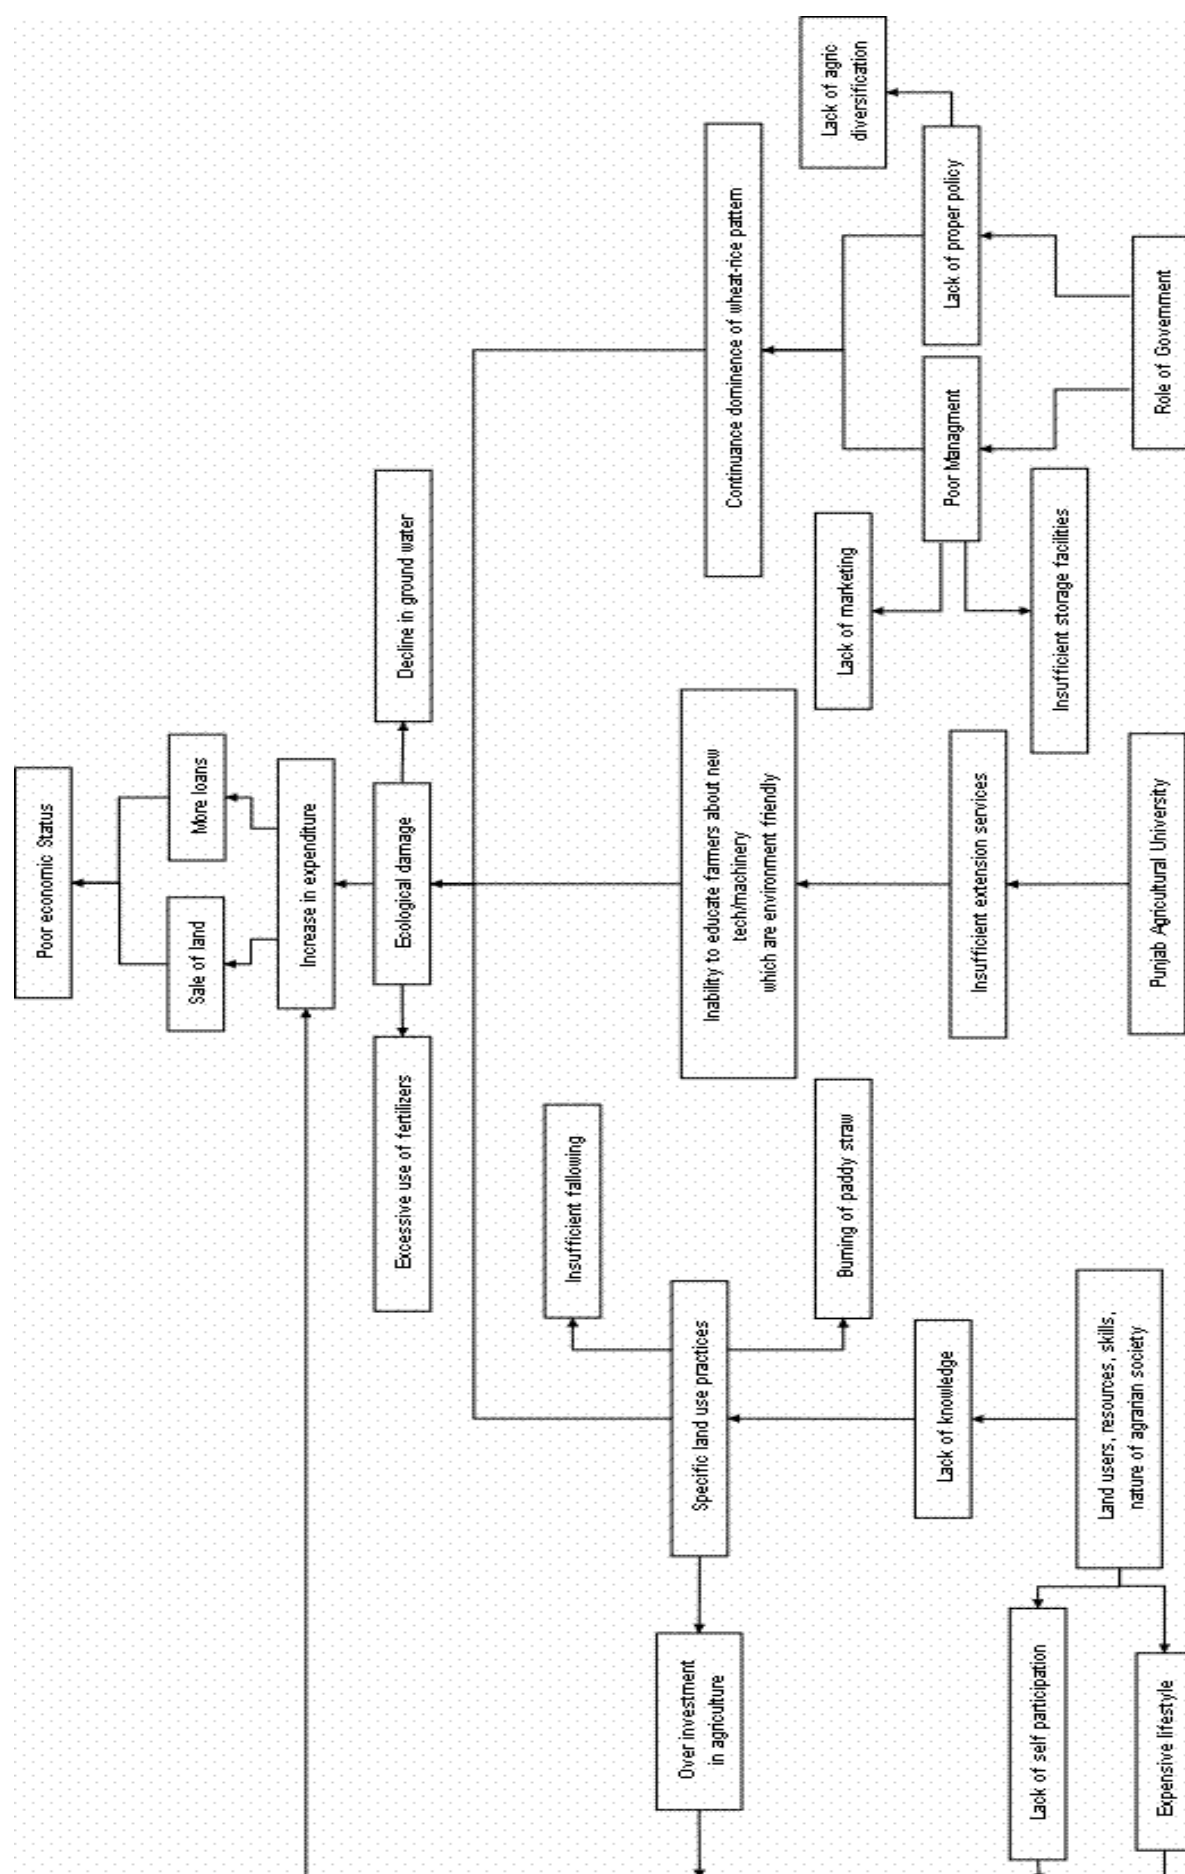 Poor economic Status
Sale of land
More loans
Increase in expenditure
Excessive use of fertilizers
Ecological damage
Decline in ground water
Insufficient fallowing
Over investment
in agriculture
Specific land use practices
Inability to educate farmers about new
tech/machinery
which are environment friendly
Continuance dominence of wheat-rice pattern
Burning of paddy straw
Lack of marketing
Lack of agric
diversification
Lack of knowledge
Insufficient extension services
Poor Managment
Lack of proper policy
Lack of self participation
Insufficient storage facilities
Land users, resources, skills,
nature of agrarian society
Expensive lifestyle
Punjab Agricultural University
Role of Government